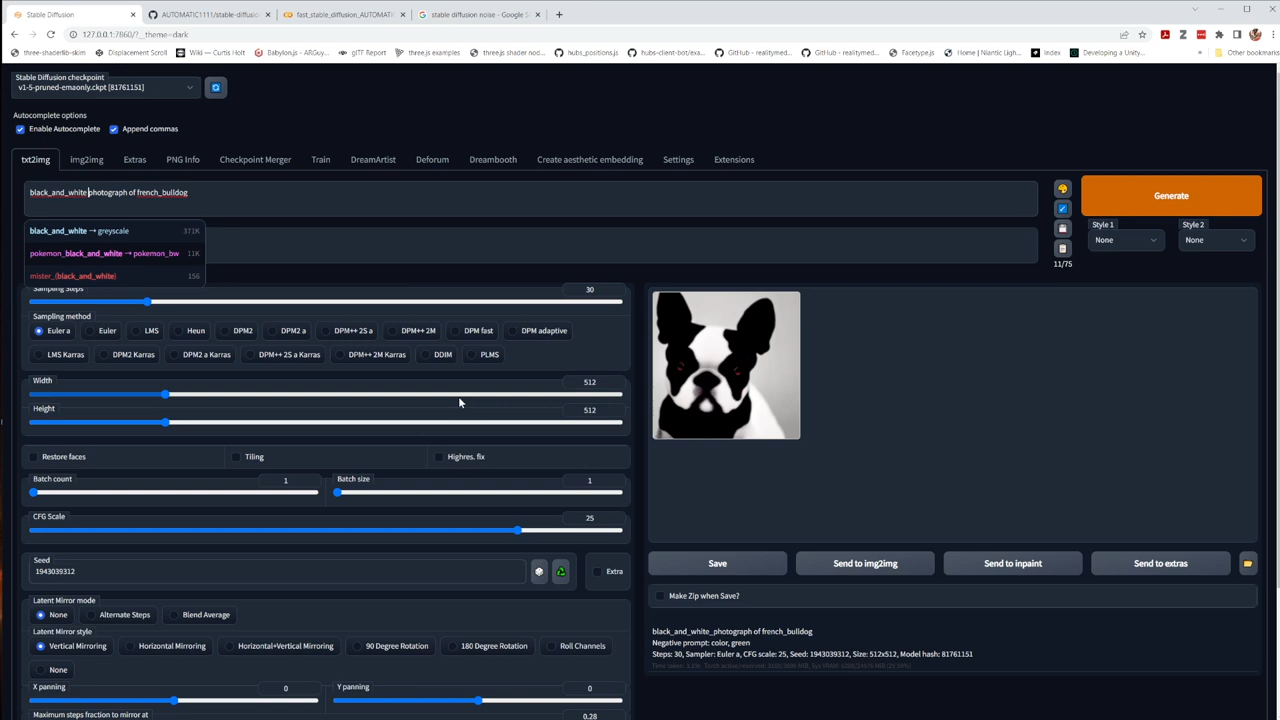 Stable Diffusion
AUTOMATIC1111/stable-diffusio
fast_stable_diffusion_AUTOMATIC
stable diffusion noise - Google S
127.0.0.1:7860/?_theme=dark
three-shaderlib-skim
Displacement Scroll
Wiki — Curtis Holt
Babylon.js — ARGuy...
glTF Report
three.js examples
three.js shader nod...
hubs_positions.js
hubs-client-bot/exa...
GitHub - realitymed...
GitHub - realitymed...
Facetype.js
Home | Niantic Ligh...
Index
Developing a Unity...
Other bookmarks
Stable Diffusion checkpoint
v1-5-pruned-emaonly.ckpt [81761151]
Autocomplete options
Enable Autocomplete
Append commas
txt2img
img2img
Extras
PNG Info
Checkpoint Merger
Train
DreamArtist
Deforum
Dreambooth
Create aesthetic embedding
Settings
Extensions
black_and_white photograph of french_bulldog
Generate
Style 1
Style 2
None
None
11/75
black_and_white → greyscale 371K
pokemon_black_and_white → pokemon_bw 11K
mister_(black_and_white) 156
Sampling Steps
30
Sampling method
Euler a
Euler
LMS
Heun
DPM2
DPM2 a
DPM++ 2S a
DPM++ 2M
DPM fast
DPM adaptive
LMS Karras
DPM2 Karras
DPM2 a Karras
DPM++ 2S a Karras
DPM++ 2M Karras
DDIM
PLMS
Width
512
Height
512
Restore faces
Tiling
Highres. fix
Batch count
1
Batch size
1
CFG Scale
25
Seed
1943039312
Extra
Save
Send to img2img
Send to inpaint
Send to extras
Make Zip when Save?
Latent Mirror mode
None
Alternate Steps
Blend Average
Latent Mirror style
Vertical Mirroring
Horizontal Mirroring
Horizontal+Vertical Mirroring
90 Degree Rotation
180 Degree Rotation
Roll Channels
None
X panning
0
Y panning
0
Maximum steps fraction to mirror at
0.28
black_and_white_photograph of french_bulldog
Negative prompt: color, green
Steps: 30, Sampler: Euler a, CFG scale: 25, Seed: 1943039312, Size: 512x512, Model hash: 81761151